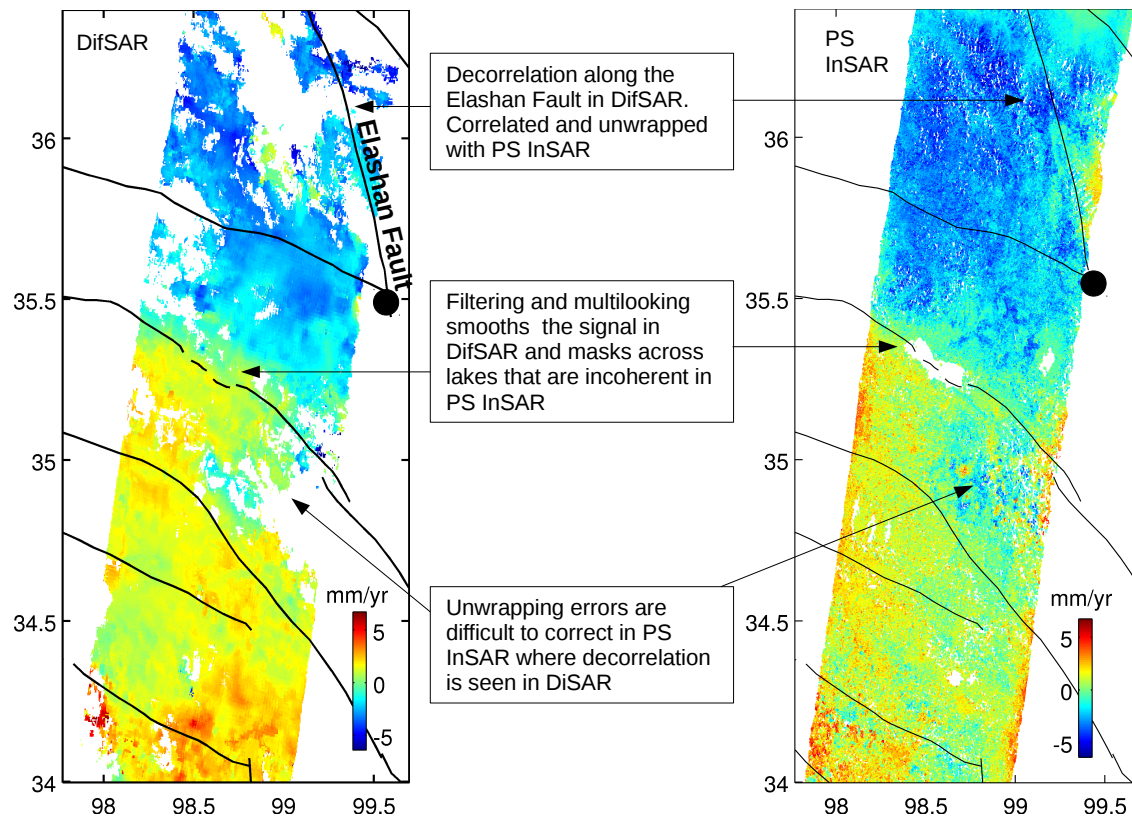 DifSAR
Elashan Fault
36
35.5
35
34.5
34
98
98.5
99
99.5
mm/yr
5
0
-5
Decorrelation along the
Elashan Fault in DifSAR.
Correlated and unwrapped
with PS InSAR
Filtering and multilooking
smooths the signal in
DifSAR and masks across
lakes that are incoherent in
PS InSAR
Unwrapping errors are
difficult to correct in PS
InSAR where decorrelation
is seen in DiSAR
PS
InSAR
36
35.5
35
34.5
34
98
98.5
99
99.5
mm/yr
5
0
-5